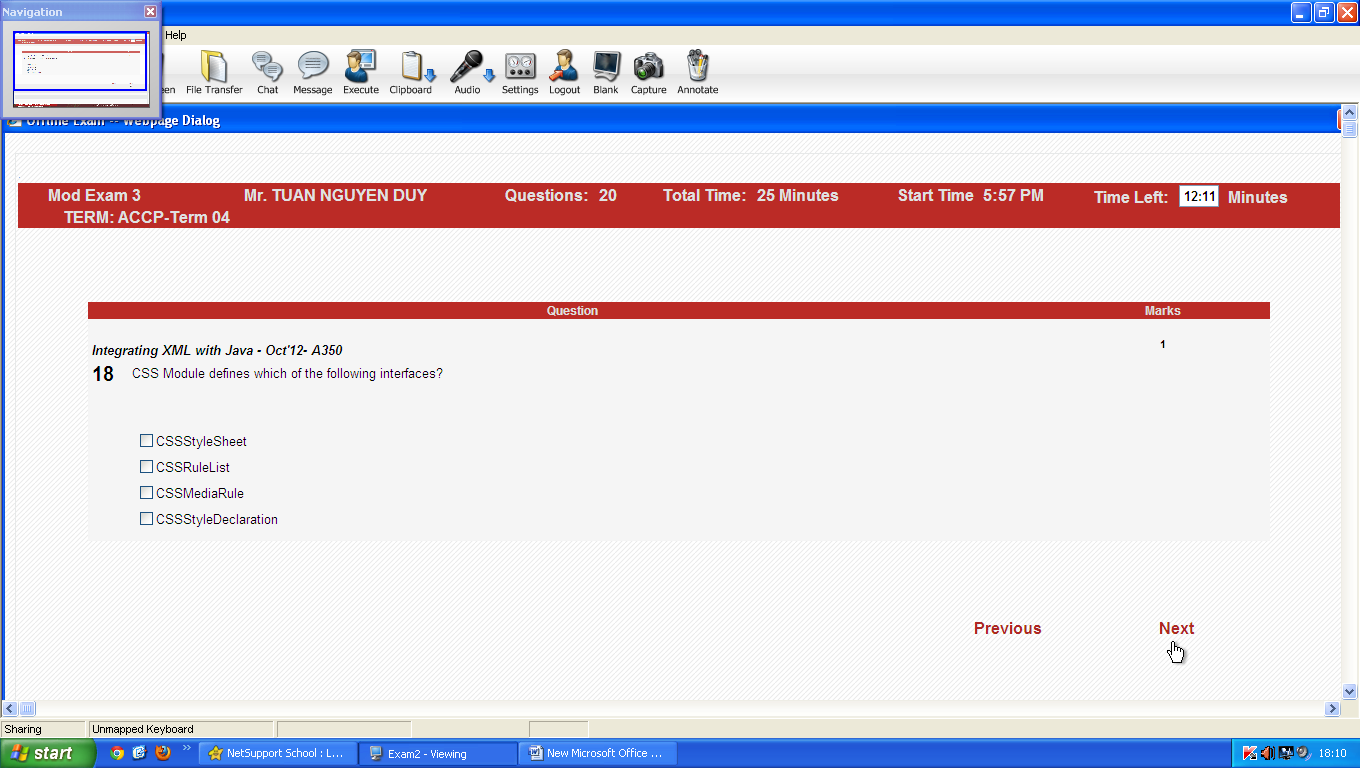 Navigation
Help
File Transfer
Chat
Message
Execute
Clipboard
Audio
Settings
Logout
Blank
Capture
Annotate
Offline Exam -- Webpage Dialog
Mod Exam 3 Mr. TUAN NGUYEN DUY Questions: 20 Total Time: 25 Minutes Start Time 5:57 PM Time Left: 12:11 Minutes
TERM: ACCP-Term 04
Question Marks
Integrating XML with Java - Oct'12- A350 1
18 CSS Module defines which of the following interfaces?
CSSStyleSheet
CSSRuleList
CSSMediaRule
CSSStyleDeclaration
Previous Next
Sharing Unmapped Keyboard
start NetSupport School : L... Exam2 - Viewing New Microsoft Office ... 18:10